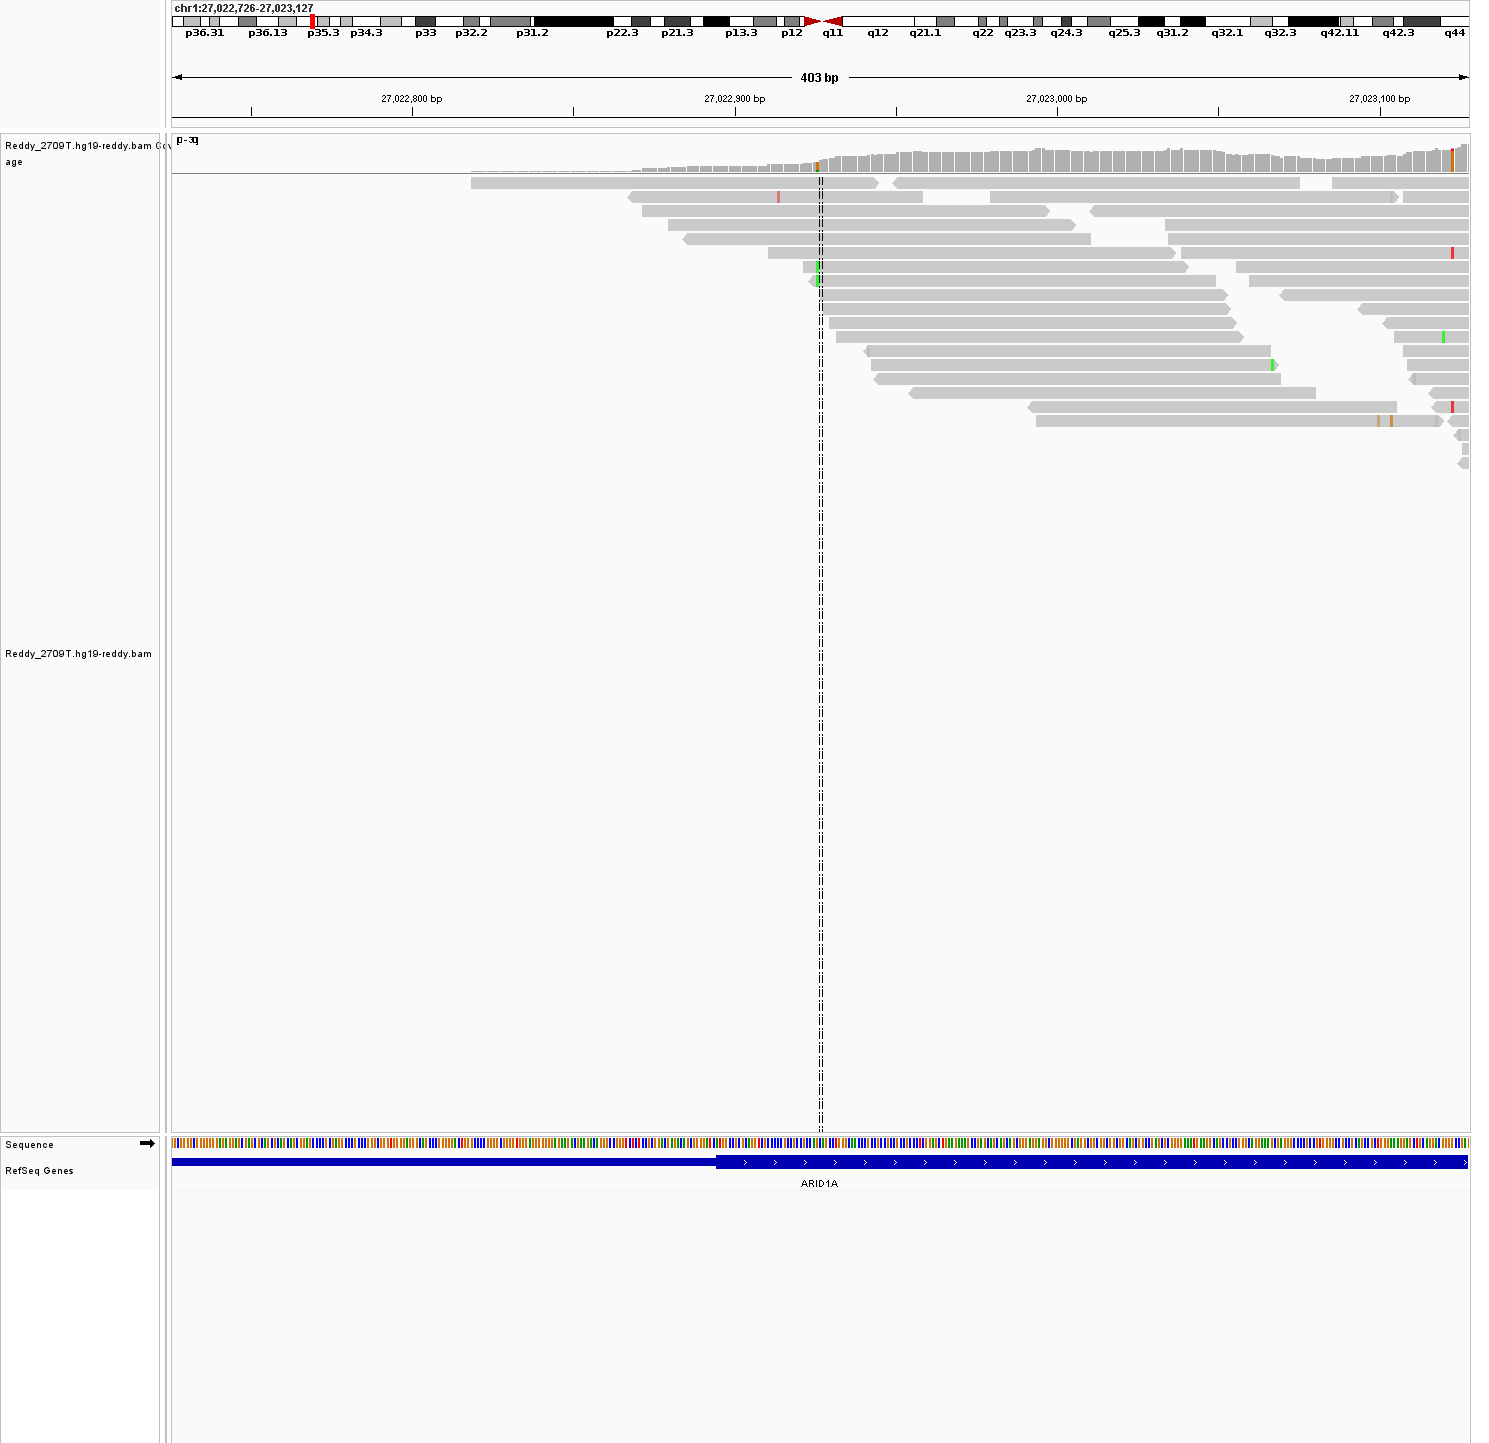 chr1:27,022,726-27,023,127
p36.31 p36.13 p35.3 p34.3 p33 p32.2 p31.2 p22.3 p21.3 p13.3 p12 q11 q12 q21.1 q22 q23.3 q24.3 q25.3 q31.2 q32.1 q32.3 q42.11 q42.3 q44
403 bp
27,022,800 bp 27,022,900 bp 27,023,000 bp 27,023,100 bp
Reddy_2709T.hg19-reddy.bam Cov
age
Reddy_2709T.hg19-reddy.bam
Sequence
RefSeq Genes
ARID1A